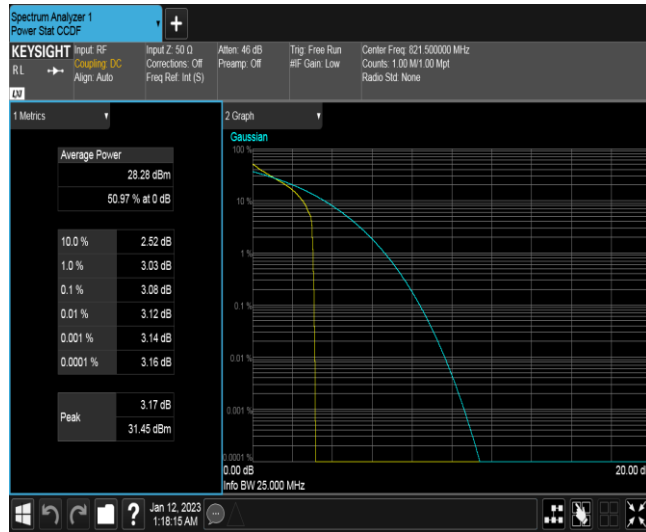 Spectrum Analyzer 1
Power Stat CCDF
+
KEYSIGHT Input: RF Input Z: 50 Ω Atten: 46 dB Trig: Free Run Center Freq: 821.500000 MHz
RL Coupling: DC Corrections: Off Preamp: Off #IF Gain: Low Counts: 1.00 M/1.00 Mpt
Align: Auto Freq Ref: Int (S) Radio Std: None
LXI
1 Metrics
Average Power
28.28 dBm
50.97 % at 0 dB
10.0 % 2.52 dB
1.0 % 3.03 dB
0.1 % 3.08 dB
0.01 % 3.12 dB
0.001 % 3.14 dB
0.0001 % 3.16 dB
Peak 3.17 dB
31.45 dBm
2 Graph
Gaussian
100 %
10 %
1 %
0.1 %
0.01 %
0.001 %
0.0001 %
0.00 dB 20.00 d
Info BW 25.000 MHz
? Jan 12, 2023
1:18:15 AM